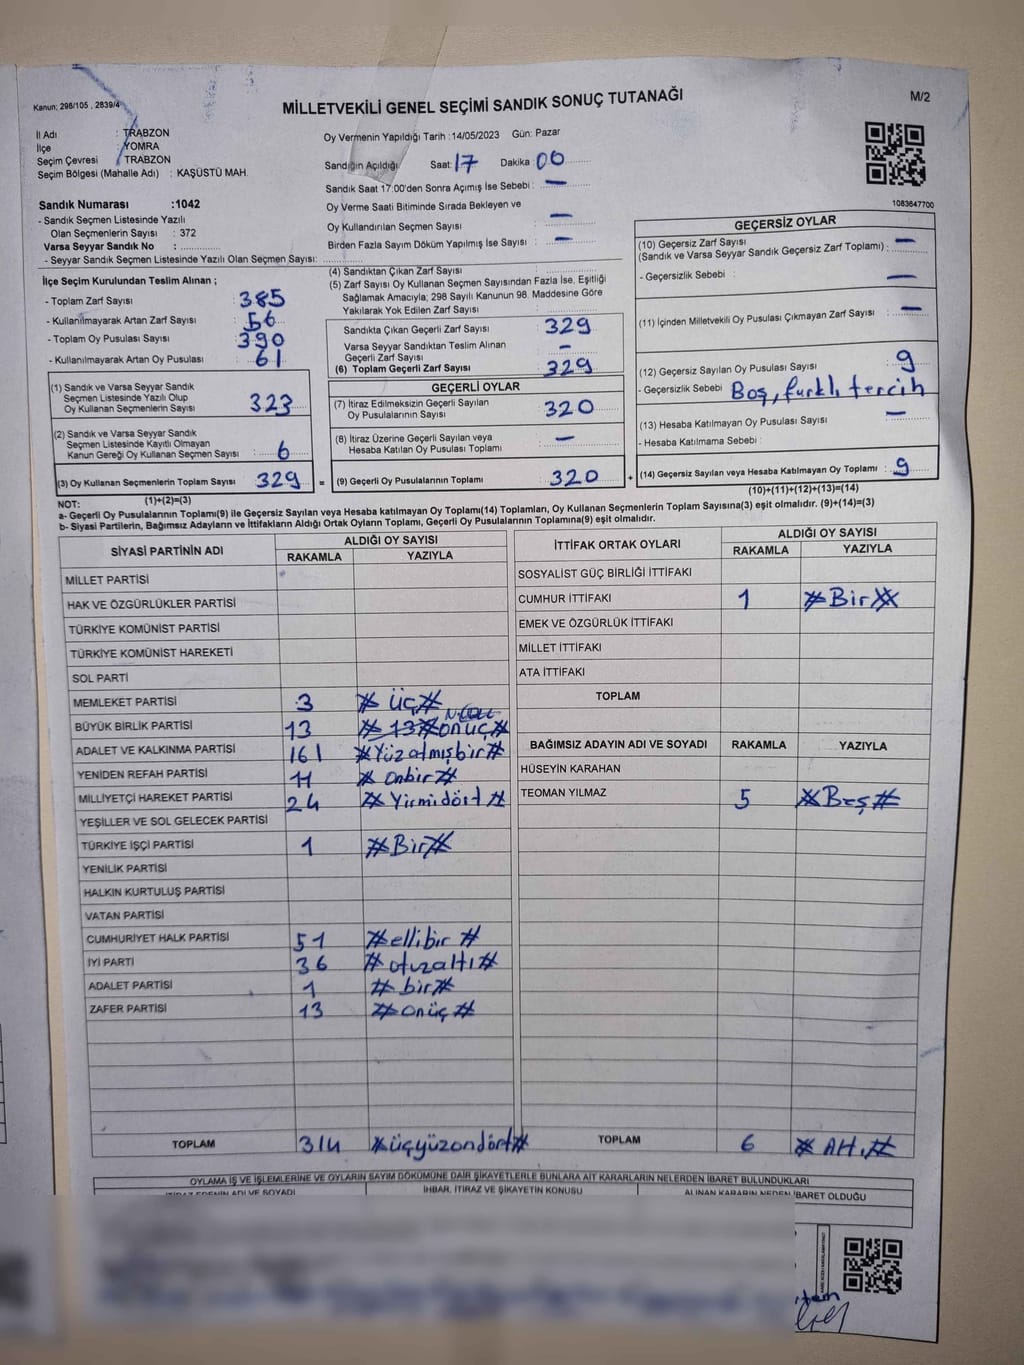 Kanun; 298/105 , 2839/4
MİLLETVEKİLİ GENEL SEÇİMİ SANDIK SONUÇ TUTANAĞI
M/2
İl Adı : TRABZON
İlçe : YOMRA
Seçim Çevresi : TRABZON
Seçim Bölgesi (Mahalle Adı) : KAŞÜSTÜ MAH.
Sandık Numarası :1042
- Sandık Seçmen Listesinde Yazılı
Olan Seçmenlerin Sayısı : 372
Varsa Seyyar Sandık No :
- Seyyar Sandık Seçmen Listesinde Yazılı Olan Seçmen Sayısı:
Oy Vermenin Yapıldığı Tarih :14/05/2023 Gün: Pazar
Sandığın Açıldığı Saat: 17 Dakika 00
Sandık Saat 17:00'den Sonra Açımış İse Sebebi : —
Oy Verme Saati Bitiminde Sırada Bekleyen ve
Oy Kullandırılan Seçmen Sayısı : —
Birden Fazla Sayım Döküm Yapılmış İse Sayısı : —
1083647700
İlçe Seçim Kurulundan Teslim Alınan ;
- Toplam Zarf Sayısı : 385
- Kullanılmayarak Artan Zarf Sayısı : 56
- Toplam Oy Pusulası Sayısı : 390
- Kullanılmayarak Artan Oy Pusulası : 61
(1) Sandık ve Varsa Seyyar Sandık
Seçmen Listesinde Yazılı Olup
Oy Kullanan Seçmenlerin Sayısı : 323
(2) Sandık ve Varsa Seyyar Sandık
Seçmen Listesinde Kayıtlı Olmayan
Kanun Gereği Oy Kullanan Seçmen Sayısı : 6
(3) Oy Kullanan Seçmenlerin Toplam Sayısı : 329 =
(1)+(2)=(3)
(4) Sandıktan Çıkan Zarf Sayısı :
(5) Zarf Sayısı Oy Kullanan Seçmen Sayısından Fazla İse, Eşitliği
Sağlamak Amacıyla; 298 Sayılı Kanunun 98. Maddesine Göre
Yakılarak Yok Edilen Zarf Sayısı :
Sandıkta Çıkan Geçerli Zarf Sayısı : 329
Varsa Seyyar Sandıktan Teslim Alınan
Geçerli Zarf Sayısı : —
(6) Toplam Geçerli Zarf Sayısı : 329
GEÇERLİ OYLAR
(7) İtiraz Edilmeksizin Geçerli Sayılan
Oy Pusulalarının Sayısı : 320
(8) İtiraz Üzerine Geçerli Sayılan veya
Hesaba Katılan Oy Pusulası Toplamı : —
(9) Geçerli Oy Pusulalarının Toplamı : 320 +
GEÇERSİZ OYLAR
(10) Geçersiz Zarf Sayısı
(Sandık ve Varsa Seyyar Sandık Geçersiz Zarf Toplamı) : —
- Geçersizlik Sebebi : —
(11) İçinden Milletvekili Oy Pusulası Çıkmayan Zarf Sayısı : —
(12) Geçersiz Sayılan Oy Pusulası Sayısı : 9
- Geçersizlik Sebebi : Boş, farklı tercih
(13) Hesaba Katılmayan Oy Pusulası Sayısı : —
- Hesaba Katılmama Sebebi :
(14) Geçersiz Sayılan veya Hesaba Katılmayan Oy Toplamı : 9
(10)+(11)+(12)+(13)=(14)
NOT:
a- Geçerli Oy Pusulalarının Toplamı(9) ile Geçersiz Sayılan veya Hesaba katılmayan Oy Toplamı(14) Toplamları, Oy Kullanan Seçmenlerin Toplam Sayısına(3) eşit olmalıdır. (9)+(14)=(3)
b- Siyasi Partilerin, Bağımsız Adayların ve İttifakların Aldığı Ortak Oyların Toplamı, Geçerli Oy Pusulalarının Toplamına(9) eşit olmalıdır.
SİYASİ PARTİNİN ADI
ALDIĞI OY SAYISI
RAKAMLA YAZIYLA
MİLLET PARTİSİ
HAK VE ÖZGÜRLÜKLER PARTİSİ
TÜRKİYE KOMÜNİST PARTİSİ
TÜRKİYE KOMÜNİST HAREKETİ
SOL PARTİ
MEMLEKET PARTİSİ 3 # üç #
BÜYÜK BİRLİK PARTİSİ 13 # 13 # onüç #
ADALET VE KALKINMA PARTİSİ 161 # Yüzatmışbir #
YENİDEN REFAH PARTİSİ 11 # onbir #
MİLLİYETÇİ HAREKET PARTİSİ 24 # Yirmidört #
YEŞİLLER VE SOL GELECEK PARTİSİ
TÜRKİYE İŞÇİ PARTİSİ 1 # Bir #
YENİLİK PARTİSİ
HALKIN KURTULUŞ PARTİSİ
VATAN PARTİSİ
CUMHURİYET HALK PARTİSİ 51 # ellibir #
İYİ PARTİ 36 # otuzaltı #
ADALET PARTİSİ 1 # bir #
ZAFER PARTİSİ 13 # onüç #
TOPLAM 314 # üçyüzondört #
İTTİFAK ORTAK OYLARI
ALDIĞI OY SAYISI
RAKAMLA YAZIYLA
SOSYALİST GÜÇ BİRLİĞİ İTTİFAKI
CUMHUR İTTİFAKI 1 # Bir #
EMEK VE ÖZGÜRLÜK İTTİFAKI
MİLLET İTTİFAKI
ATA İTTİFAKI
TOPLAM
BAĞIMSIZ ADAYIN ADI VE SOYADI RAKAMLA YAZIYLA
HÜSEYİN KARAHAN
TEOMAN YILMAZ 5 # Beş #
TOPLAM 6 # Altı #
OYLAMA İŞ VE İŞLEMLERİNE VE OYLARIN SAYIM DÖKÜMÜNE DAİR ŞİKAYETLERLE BUNLARA AİT KARARLARIN NELERDEN İBARET BULUNDUKLARI
İTİRAZ EDENİN ADI VE SOYADI İHBAR, İTİRAZ VE ŞİKAYETİN KONUSU ALINAN KARARIN NEDEN İBARET OLDUĞU